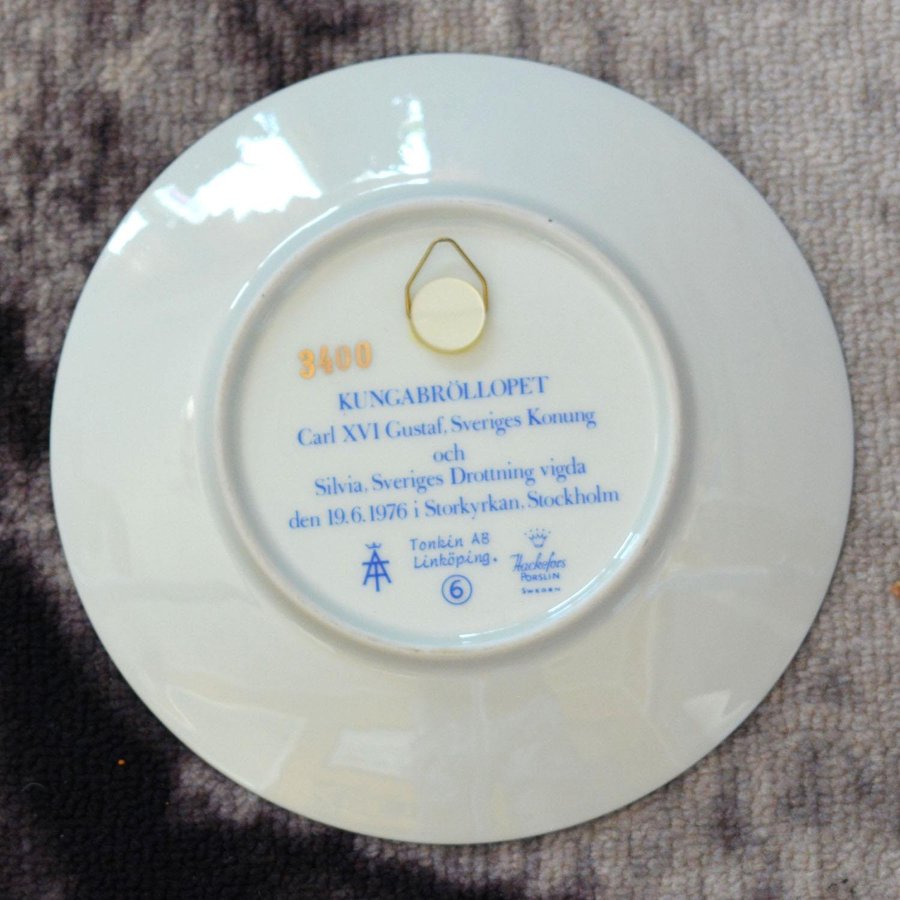 3400
KUNGABRÖLLOPET
Carl XVI Gustaf, Sveriges Konung
och
Silvia, Sveriges Drottning vigda
den 19.6.1976 i Storkyrkan, Stockholm
Tonkin AB
Linköping.
6
Hackefors
PORSLIN
SWEDEN